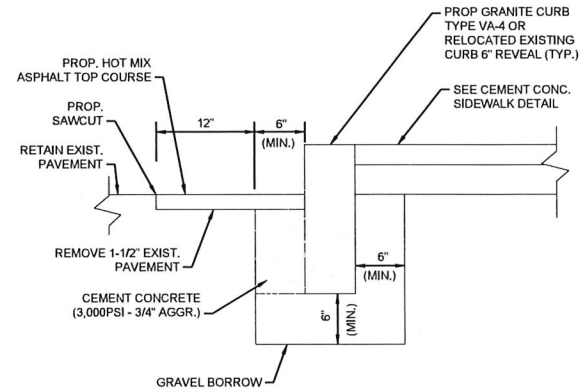 PROP GRANITE CURB
TYPE VA-4 OR
RELOCATED EXISTING
CURB 6" REVEAL (TYP.)
PROP. HOT MIX
ASPHALT TOP COURSE
SEE CEMENT CONC.
SIDEWALK DETAIL
PROP.
SAWCUT
12"
6"
(MIN.)
RETAIN EXIST.
PAVEMENT
REMOVE 1-1/2" EXIST.
PAVEMENT
6"
(MIN.)
CEMENT CONCRETE
(3,000PSI - 3/4" AGGR.)
6"
(MIN.)
GRAVEL BORROW